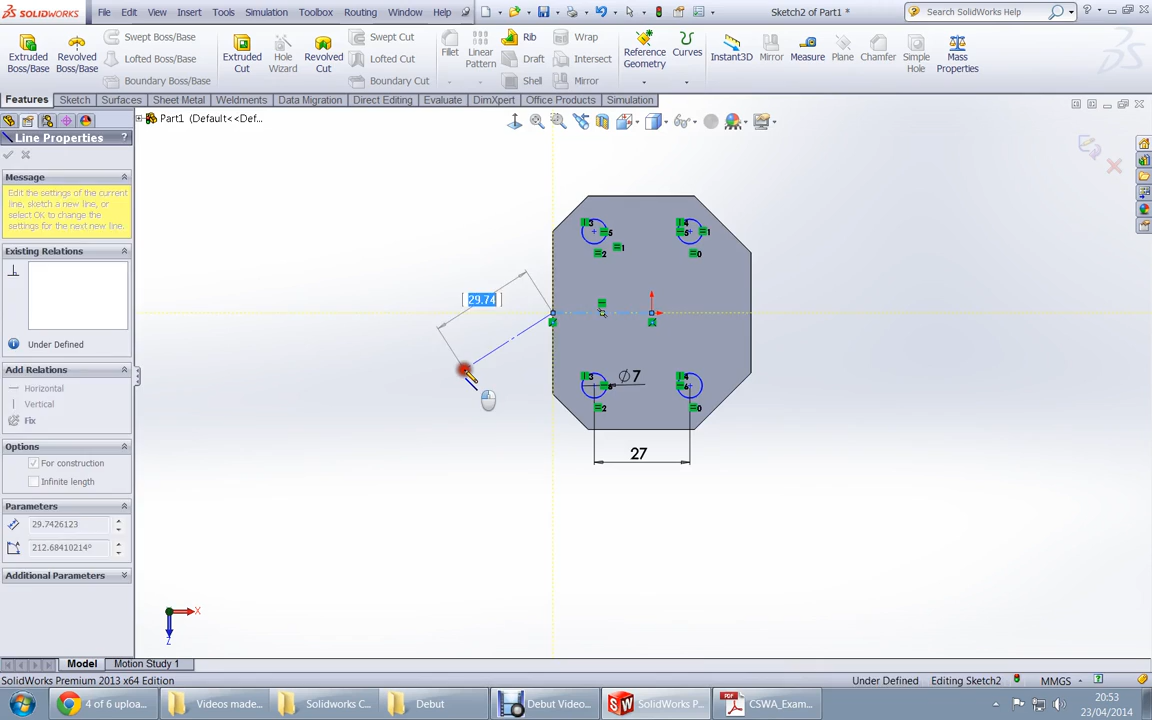 SOLIDWORKS File Edit View Insert Tools Simulation Toolbox Routing Window Help Sketch2 of Part1 * Search SolidWorks Help
Extruded Boss/Base
Revolved Boss/Base
Swept Boss/Base
Lofted Boss/Base
Boundary Boss/Base
Extruded Cut
Hole Wizard
Revolved Cut
Swept Cut
Lofted Cut
Boundary Cut
Fillet
Linear Pattern
Rib
Draft
Shell
Wrap
Intersect
Mirror
Reference Geometry
Curves
Instant3D
Mirror
Measure
Plane
Chamfer
Simple Hole
Mass Properties
Features Sketch Surfaces Sheet Metal Weldments Data Migration Direct Editing Evaluate DimXpert Office Products Simulation
Part1 (Default<<Def...
Line Properties ?
Message
Edit the settings of the current
line, sketch a new line, or
select OK to change the
settings for the next new line.
Existing Relations
Under Defined
Add Relations
Horizontal
Vertical
Fix
Options
For construction
Infinite length
Parameters
29.7426123
212.68410214°
Additional Parameters
29.74
Ø7
27
X
Z
Model Motion Study 1
SolidWorks Premium 2013 x64 Edition Under Defined Editing Sketch2 MMGS
4 of 6 uploa... Videos made... Solidworks C... Debut Debut Video... SolidWorks P... CSWA_Exam... 20:53
23/04/2014